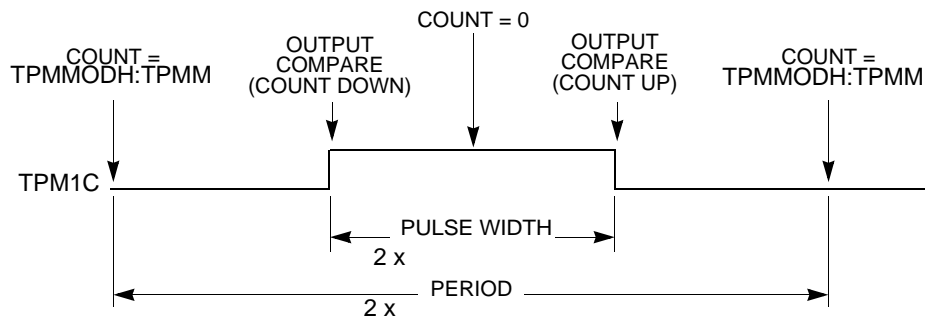 COUNT = 0
COUNT =
TPMMODH:TPMM
OUTPUT
COMPARE
(COUNT DOWN)
OUTPUT
COMPARE
(COUNT UP)
COUNT =
TPMMODH:TPMM
TPM1C
PULSE WIDTH
2 x
PERIOD
2 x